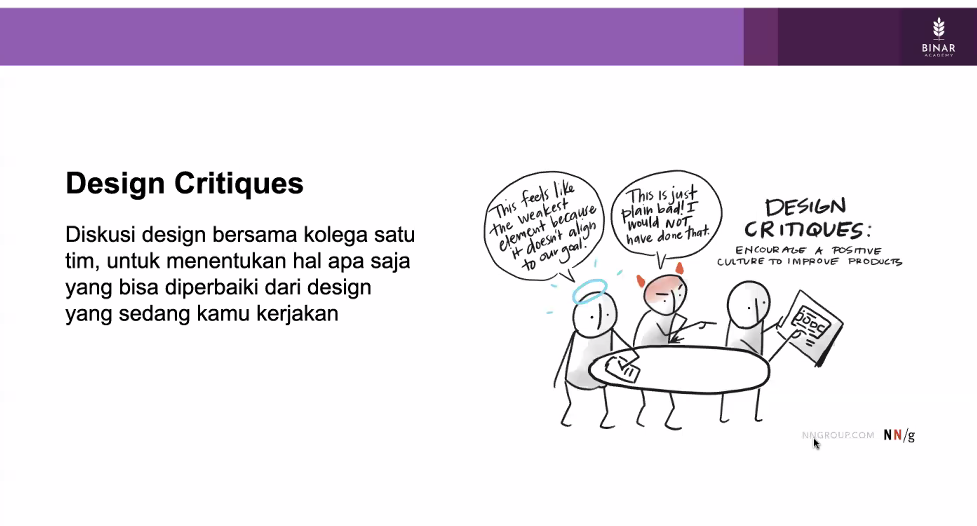 BINAR
ACADEMY
Design Critiques
Diskusi design bersama kolega satu
tim, untuk menentukan hal apa saja
yang bisa diperbaiki dari design
yang sedang kamu kerjakan
This feels like
the weakest
element because
it doesn't align
to our goal.
This is just
plain bad! I
would NOT
have done that.
DESIGN
CRITIQUES:
ENCOURAGE A POSITIVE
CULTURE TO IMPROVE PRODUCTS
NNGROUP.COM NN/g